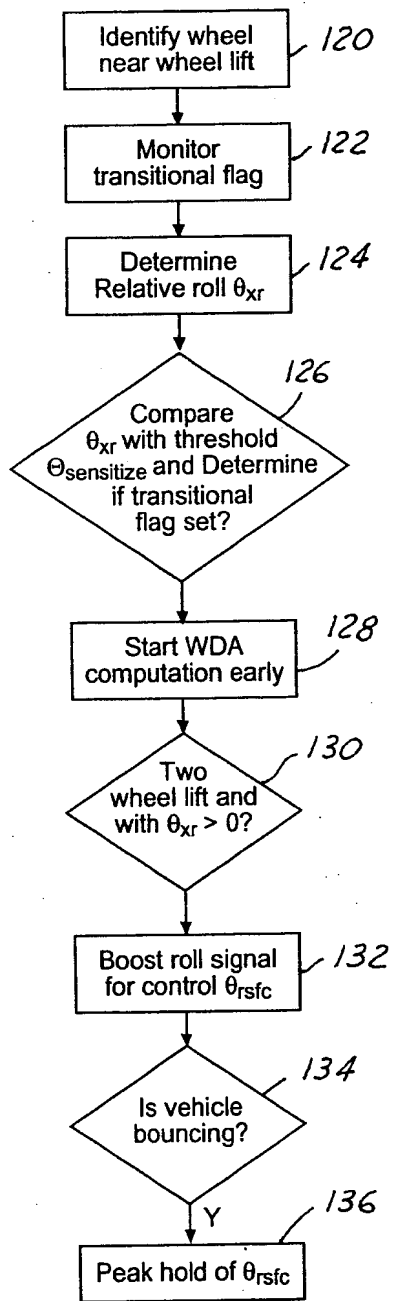 Identify wheel
near wheel lift
120
Monitor
transitional flag
122
Determine
Relative roll θxr
124
126
Compare
θxr with threshold
Θsensitize and Determine
if transitional
flag set?
Start WDA
computation early
128
130
Two
wheel lift and
with θxr > 0?
Boost roll signal
for control θrsfc
132
134
Is vehicle
bouncing?
Y
136
Peak hold of θrsfc